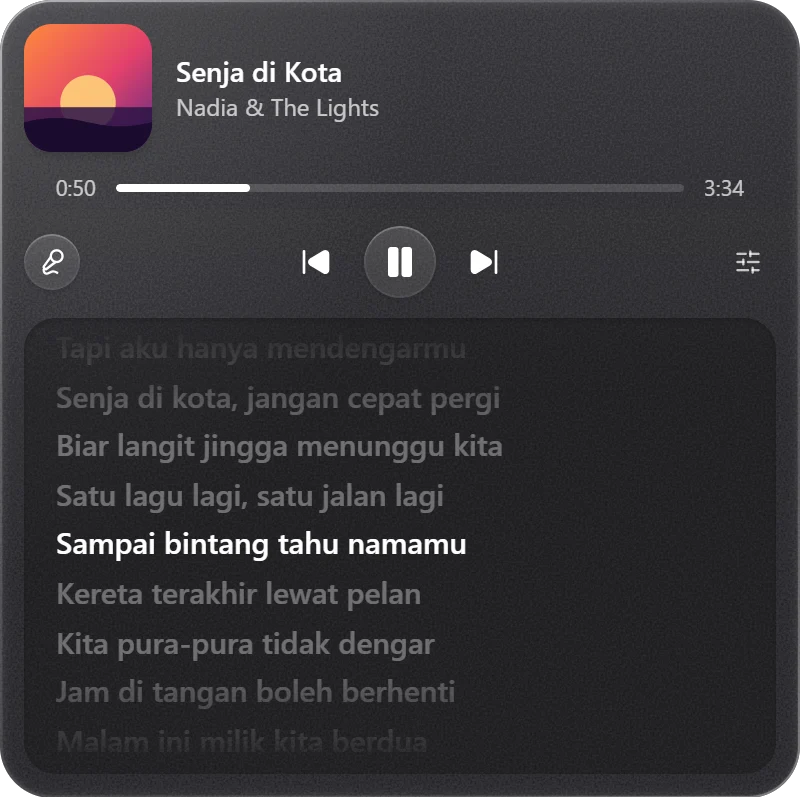 Senja di Kota
Nadia & The Lights
0:50
3:34
Tapi aku hanya mendengarmu
Senja di kota, jangan cepat pergi
Biar langit jingga menunggu kita
Satu lagu lagi, satu jalan lagi
Sampai bintang tahu namamu
Kereta terakhir lewat pelan
Kita pura-pura tidak dengar
Jam di tangan boleh berhenti
Malam ini milik kita berdua